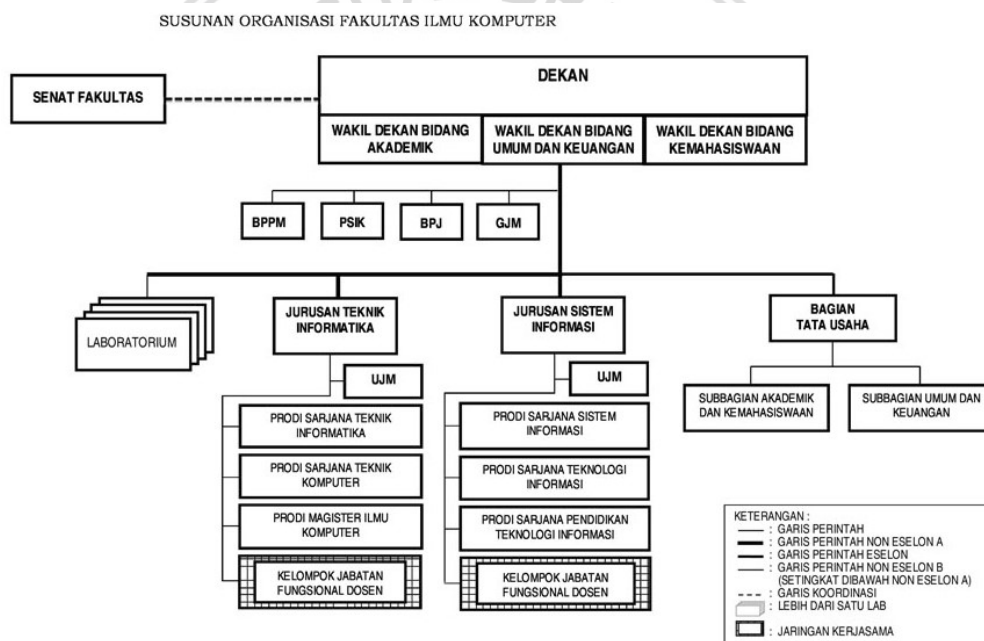 SUSUNAN ORGANISASI FAKULTAS ILMU KOMPUTER
DEKAN
SENAT FAKULTAS
WAKIL DEKAN BIDANG
AKADEMIK
WAKIL DEKAN BIDANG
UMUM DAN KEUANGAN
WAKIL DEKAN BIDANG
KEMAHASISWAAN
BPPM
PSIK
BPJ
GJM
LABORATORIUM
JURUSAN TEKNIK
INFORMATIKA
JURUSAN SISTEM
INFORMASI
BAGIAN
TATA USAHA
UJM
PRODI SARJANA TEKNIK
INFORMATIKA
PRODI SARJANA TEKNIK
KOMPUTER
PRODI MAGISTER ILMU
KOMPUTER
KELOMPOK JABATAN
FUNGSIONAL DOSEN
UJM
PRODI SARJANA SISTEM
INFORMASI
PRODI SARJANA TEKNOLOGI
INFORMASI
PRODI SARJANA PENDIDIKAN
TEKNOLOGI INFORMASI
KELOMPOK JABATAN
FUNGSIONAL DOSEN
SUBBAGIAN AKADEMIK
DAN KEMAHASISWAAN
SUBBAGIAN UMUM DAN
KEUANGAN
KETERANGAN :
: GARIS PERINTAH
: GARIS PERINTAH NON ESELON A
: GARIS PERINTAH ESELON
: GARIS PERINTAH NON ESELON B
(SETINGKAT DIBAWAH NON ESELON A)
: GARIS KOORDINASI
: LEBIH DARI SATU LAB
: JARINGAN KERJASAMA